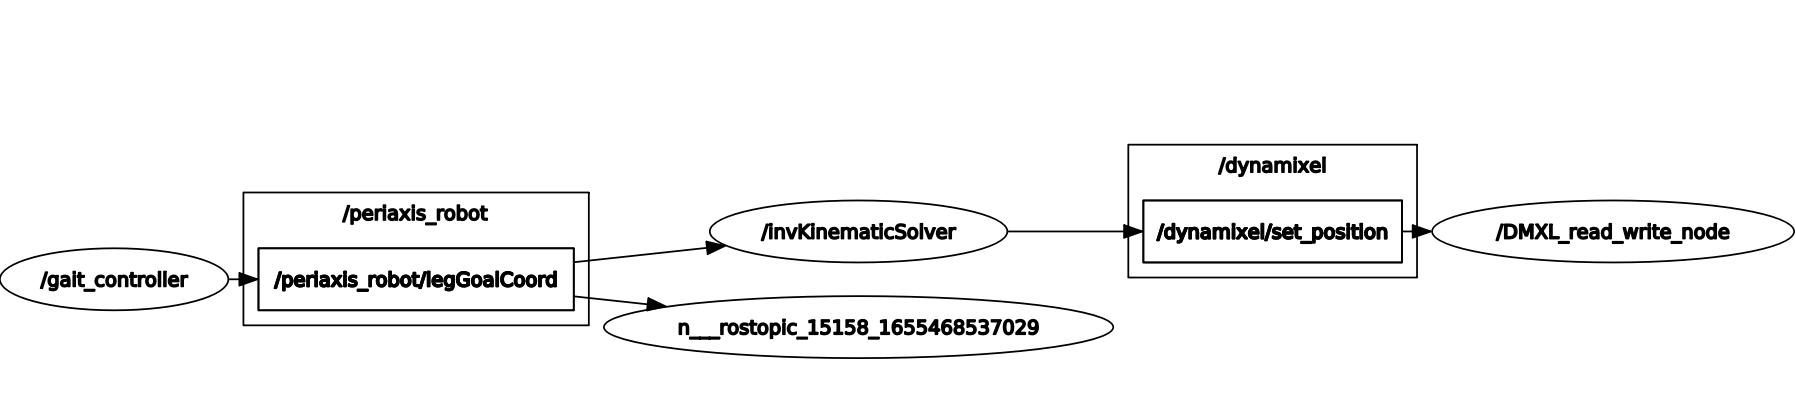 /gait_controller
/periaxis_robot
/periaxis_robot/legGoalCoord
/invKinematicSolver
n___rostopic_15158_1655468537029
/dynamixel
/dynamixel/set_position
/DMXL_read_write_node